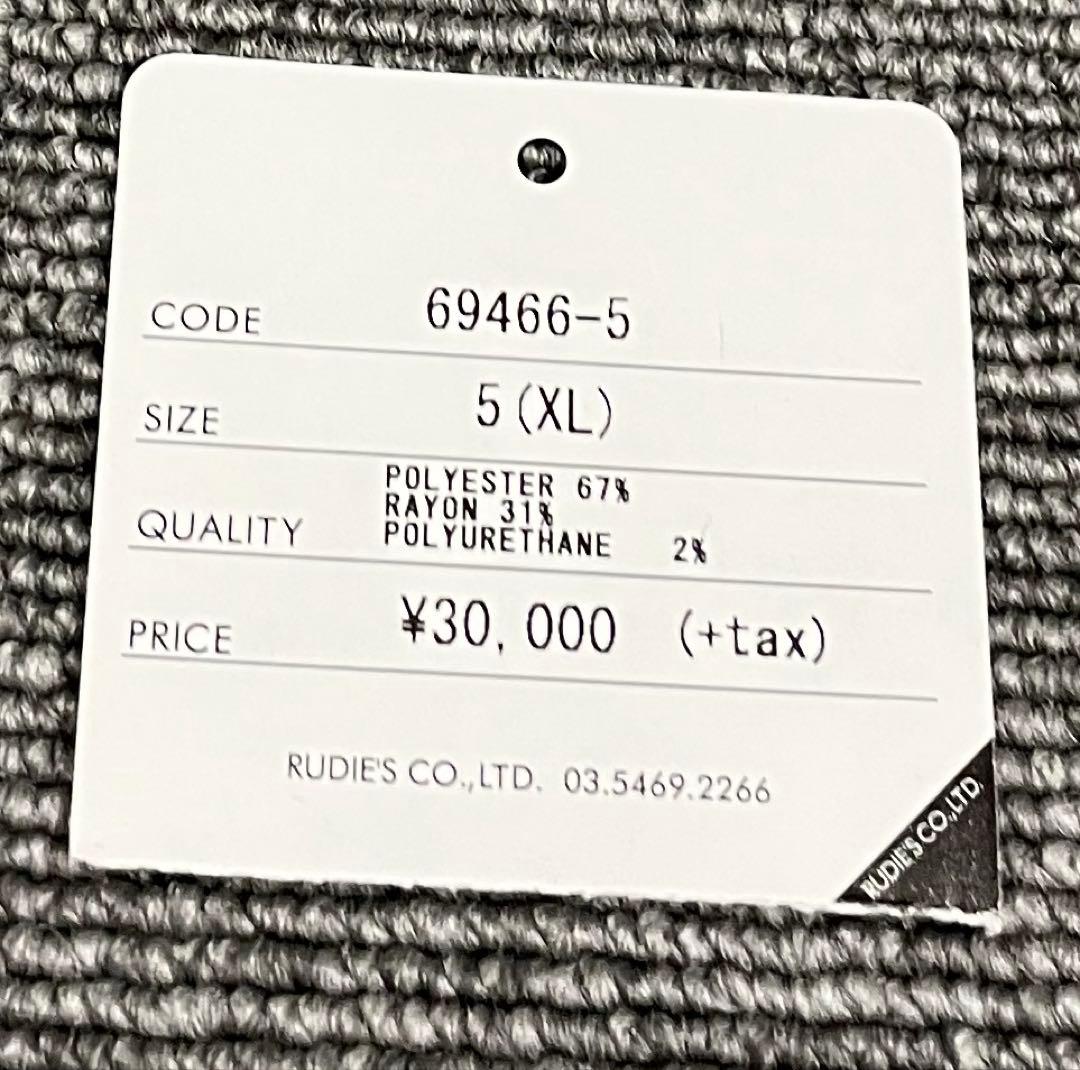 CODE 69466-5
SIZE 5(XL)
POLYESTER 67%
RAYON 31%
QUALITY POLYURETHANE 2%
PRICE ¥30,000 (+tax)
RUDIE'S CO.,LTD. 03.5469.2266
RUDIE'S CO.,LTD.